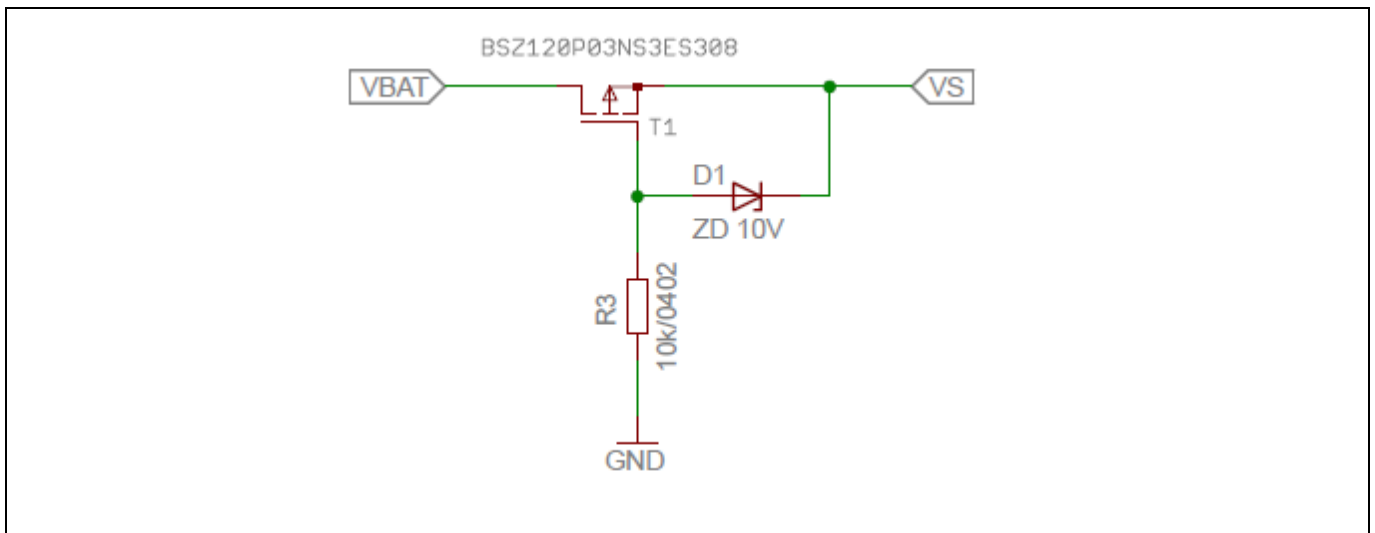 BSZ120P03NS3ES308
VBAT
VS
T1
D1
ZD 10V
R3
10k/0402
GND